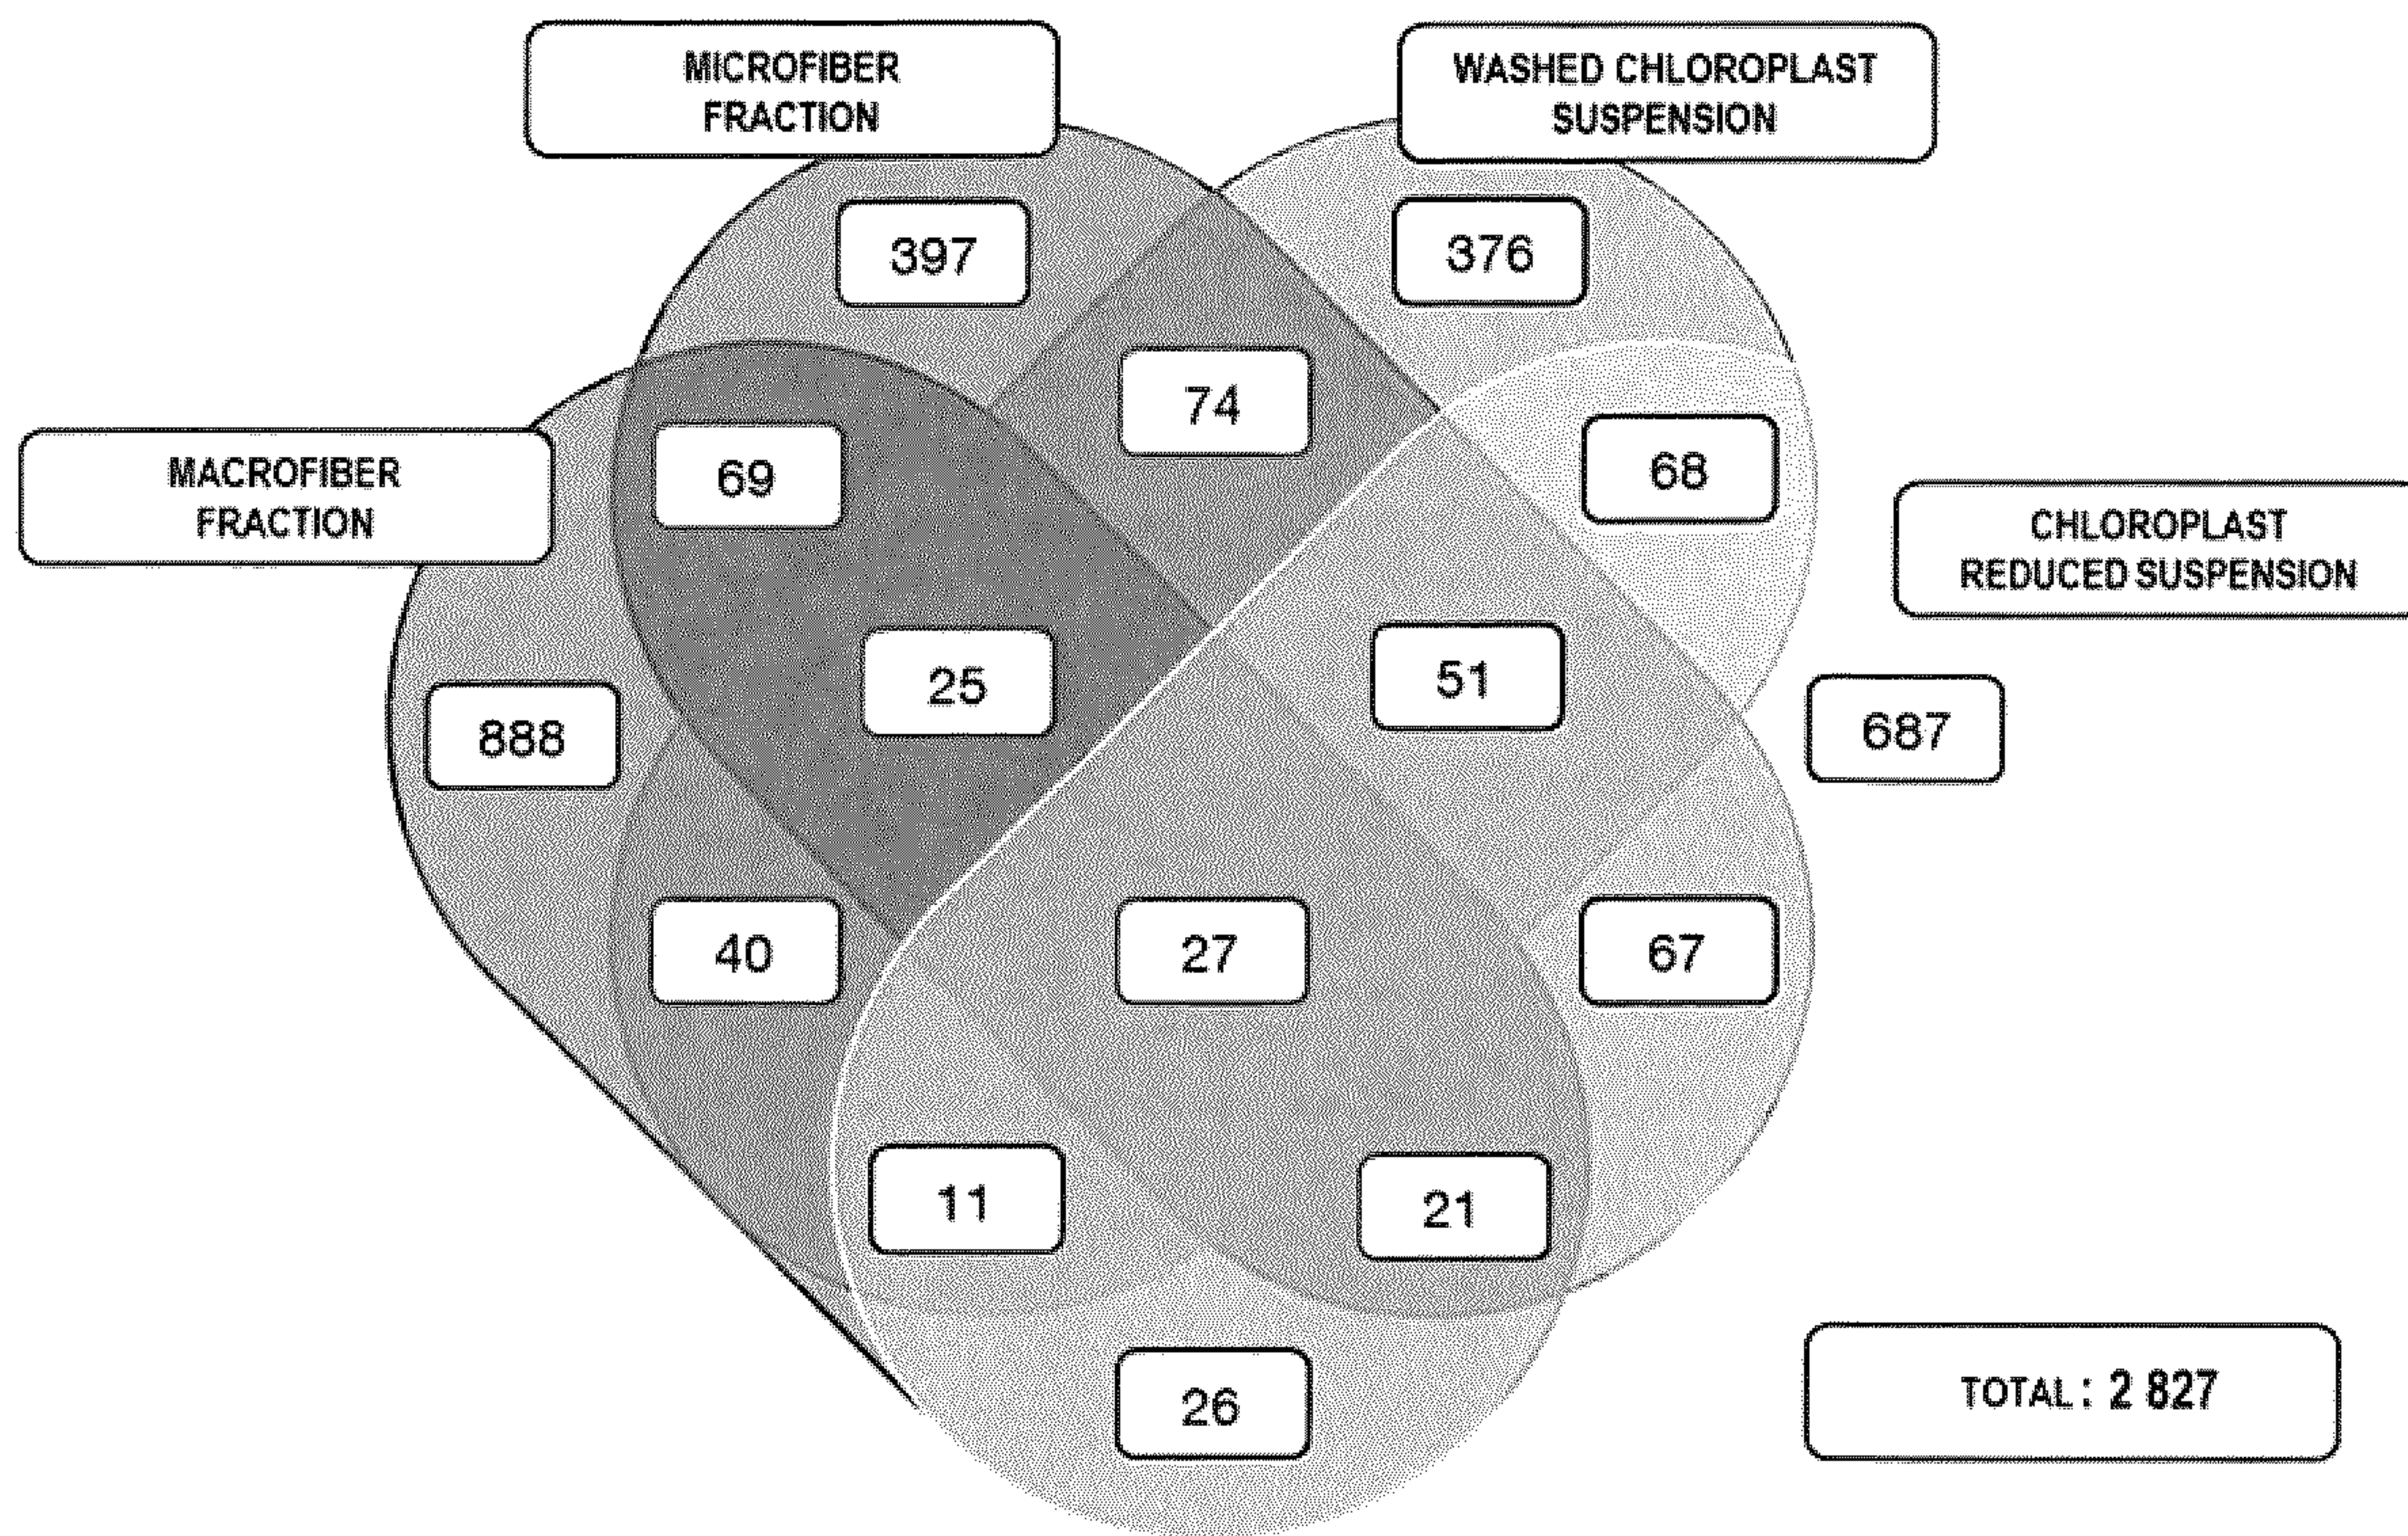 MICROFIBER
FRACTION
WASHED CHLOROPLAST
SUSPENSION
397
376
74
MACROFIBER
FRACTION
69
68
CHLOROPLAST
REDUCED SUSPENSION
25
51
888
687
40
27
67
11
21
26
TOTAL: 2 827